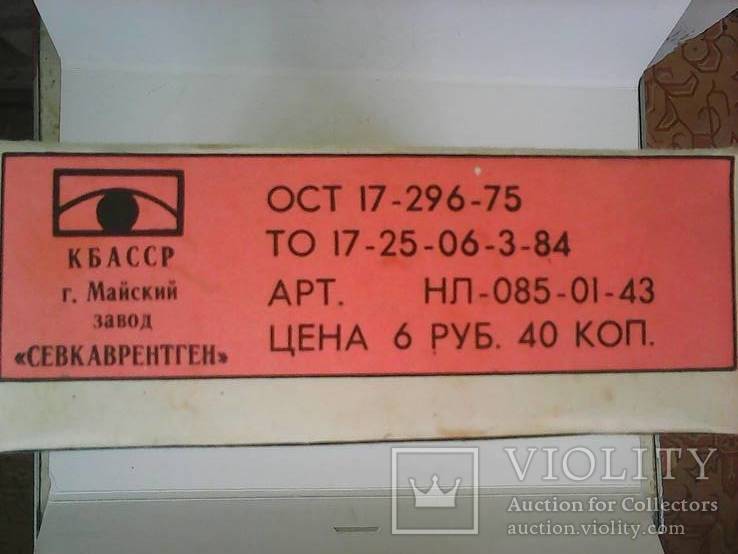 КБАССР
г. Майский
завод
«СЕВКАВРЕНТГЕН»
ОСТ 17-296-75
ТО 17-25-06-3-84
АРТ. НЛ-085-01-43
ЦЕНА 6 РУБ. 40 КОП.
VIOLITY
Auction for Collectors
auction.violity.com